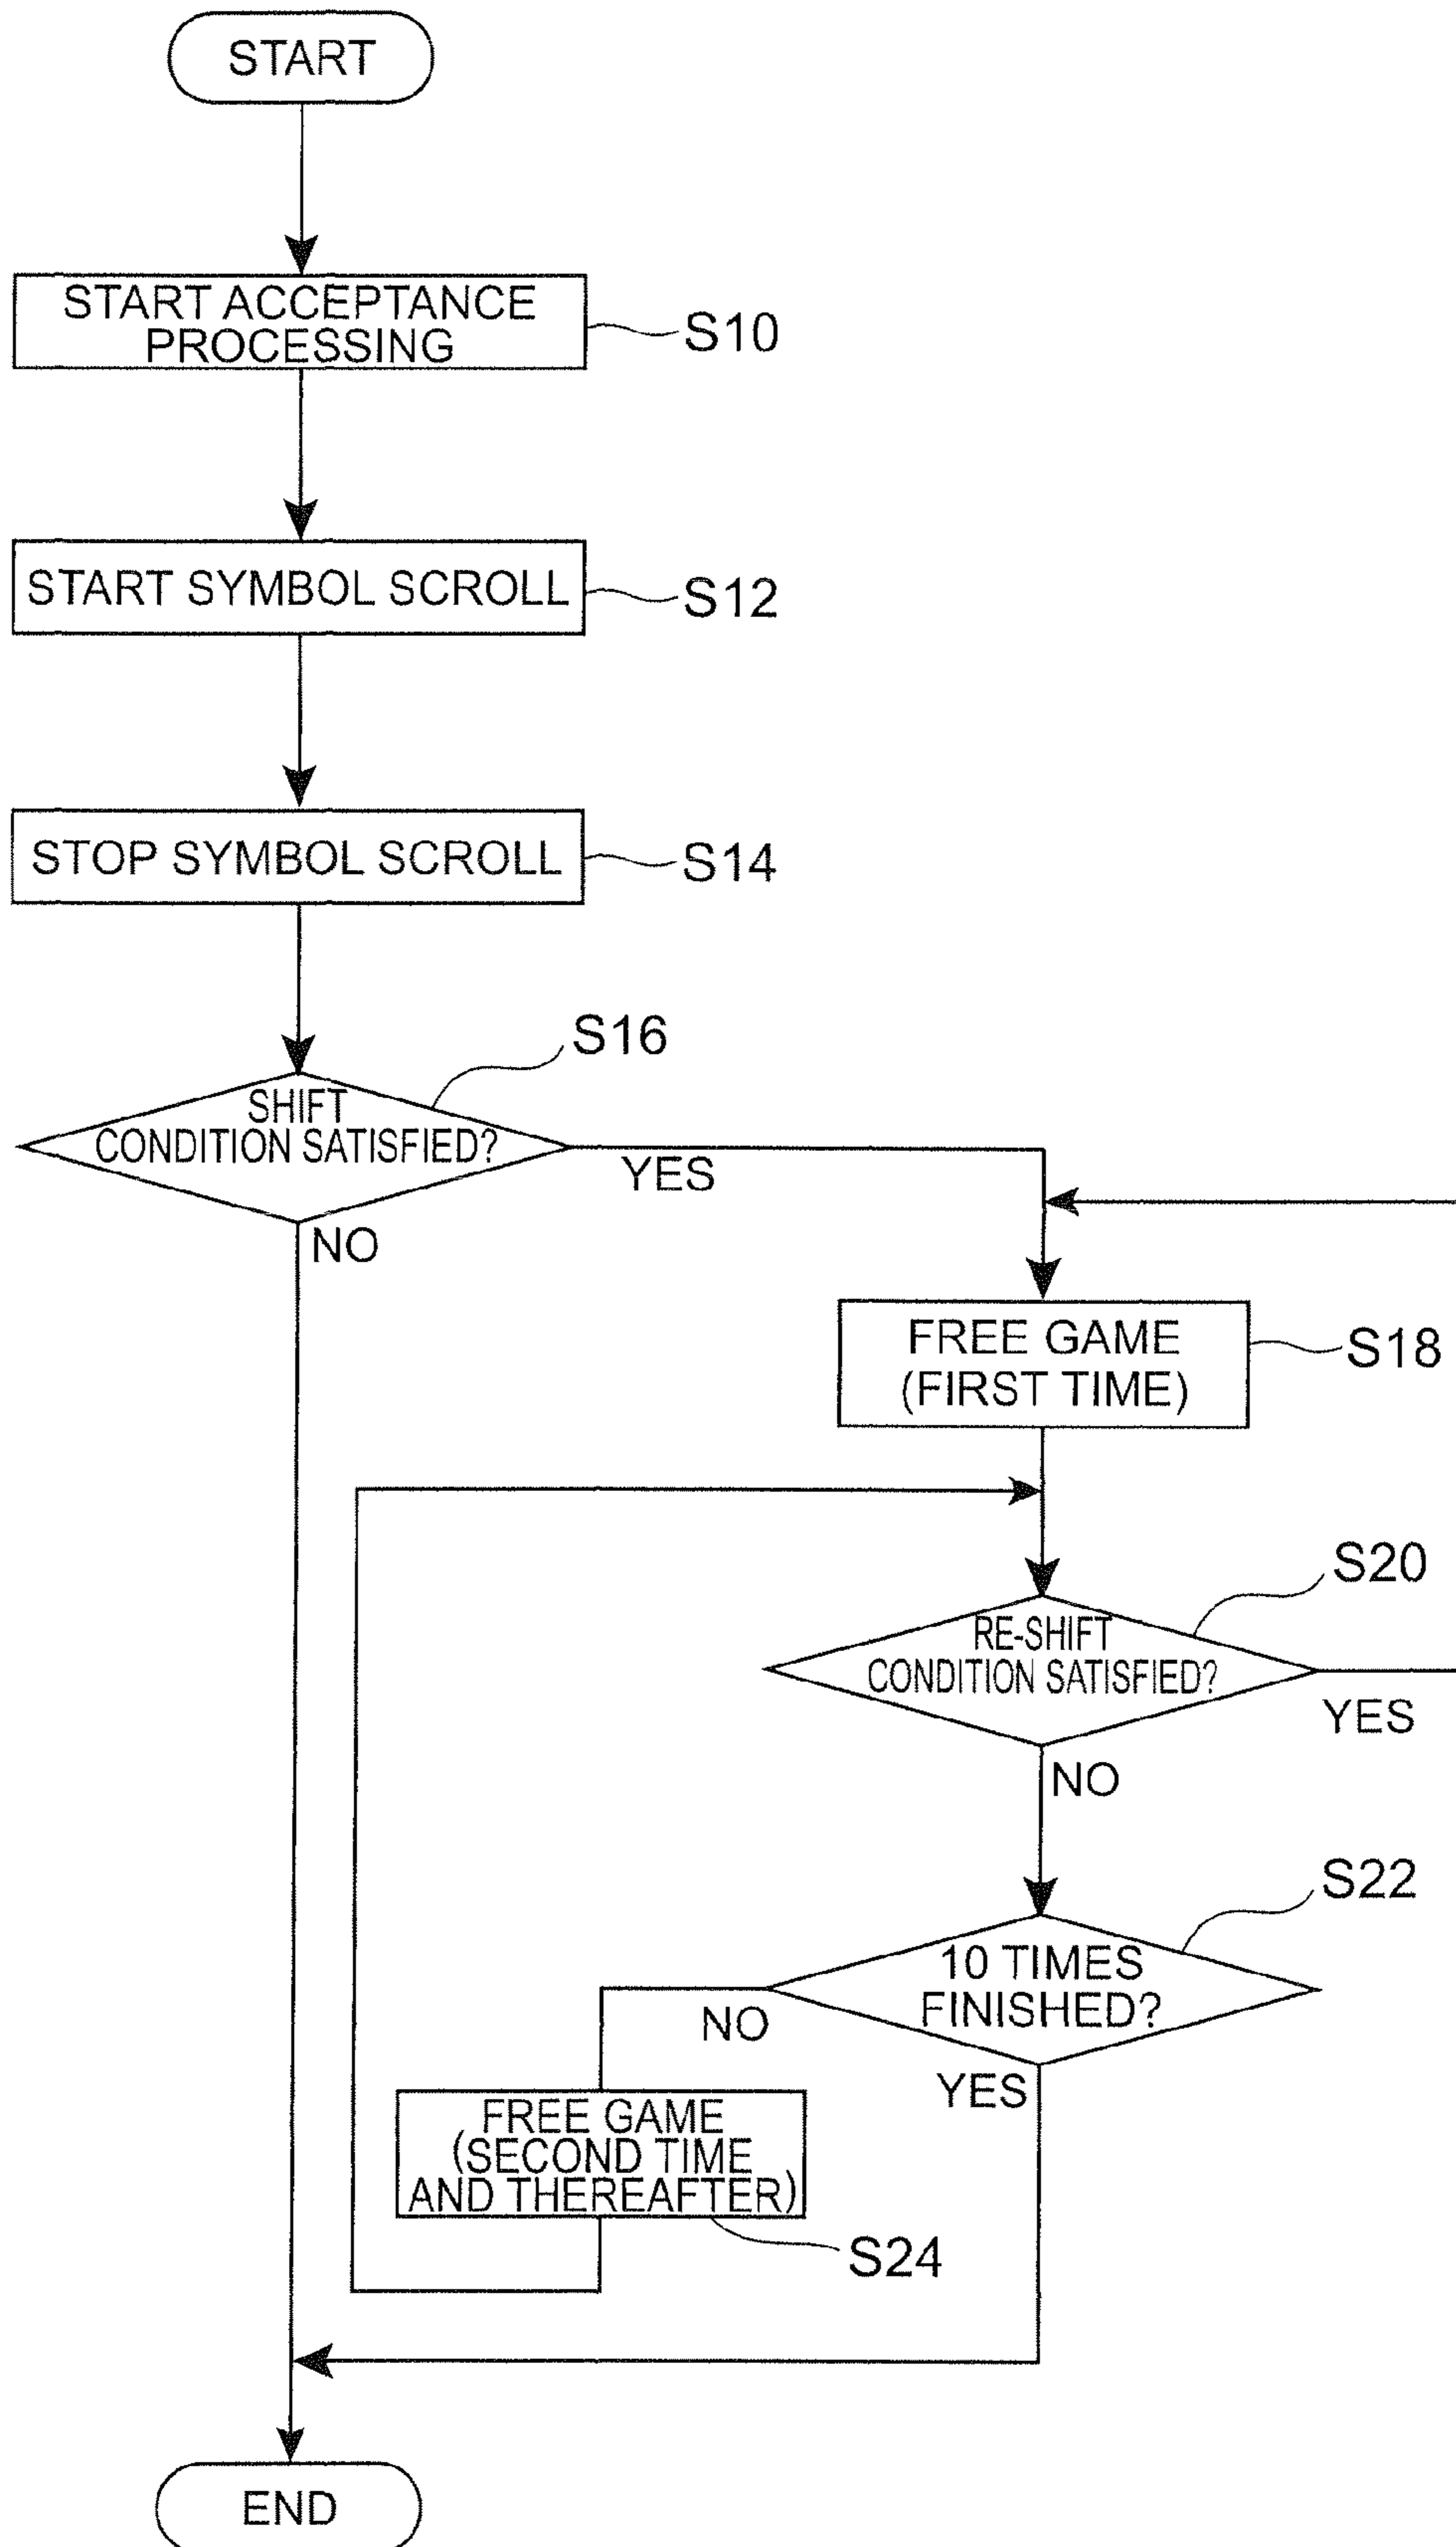 START
START ACCEPTANCE
PROCESSING
S10
START SYMBOL SCROLL
S12
STOP SYMBOL SCROLL
S14
S16
SHIFT
CONDITION SATISFIED?
YES
NO
FREE GAME
(FIRST TIME)
S18
S20
RE-SHIFT
CONDITION SATISFIED?
YES
NO
S22
10 TIMES
FINISHED?
NO
YES
FREE GAME
(SECOND TIME
AND THEREAFTER)
S24
END